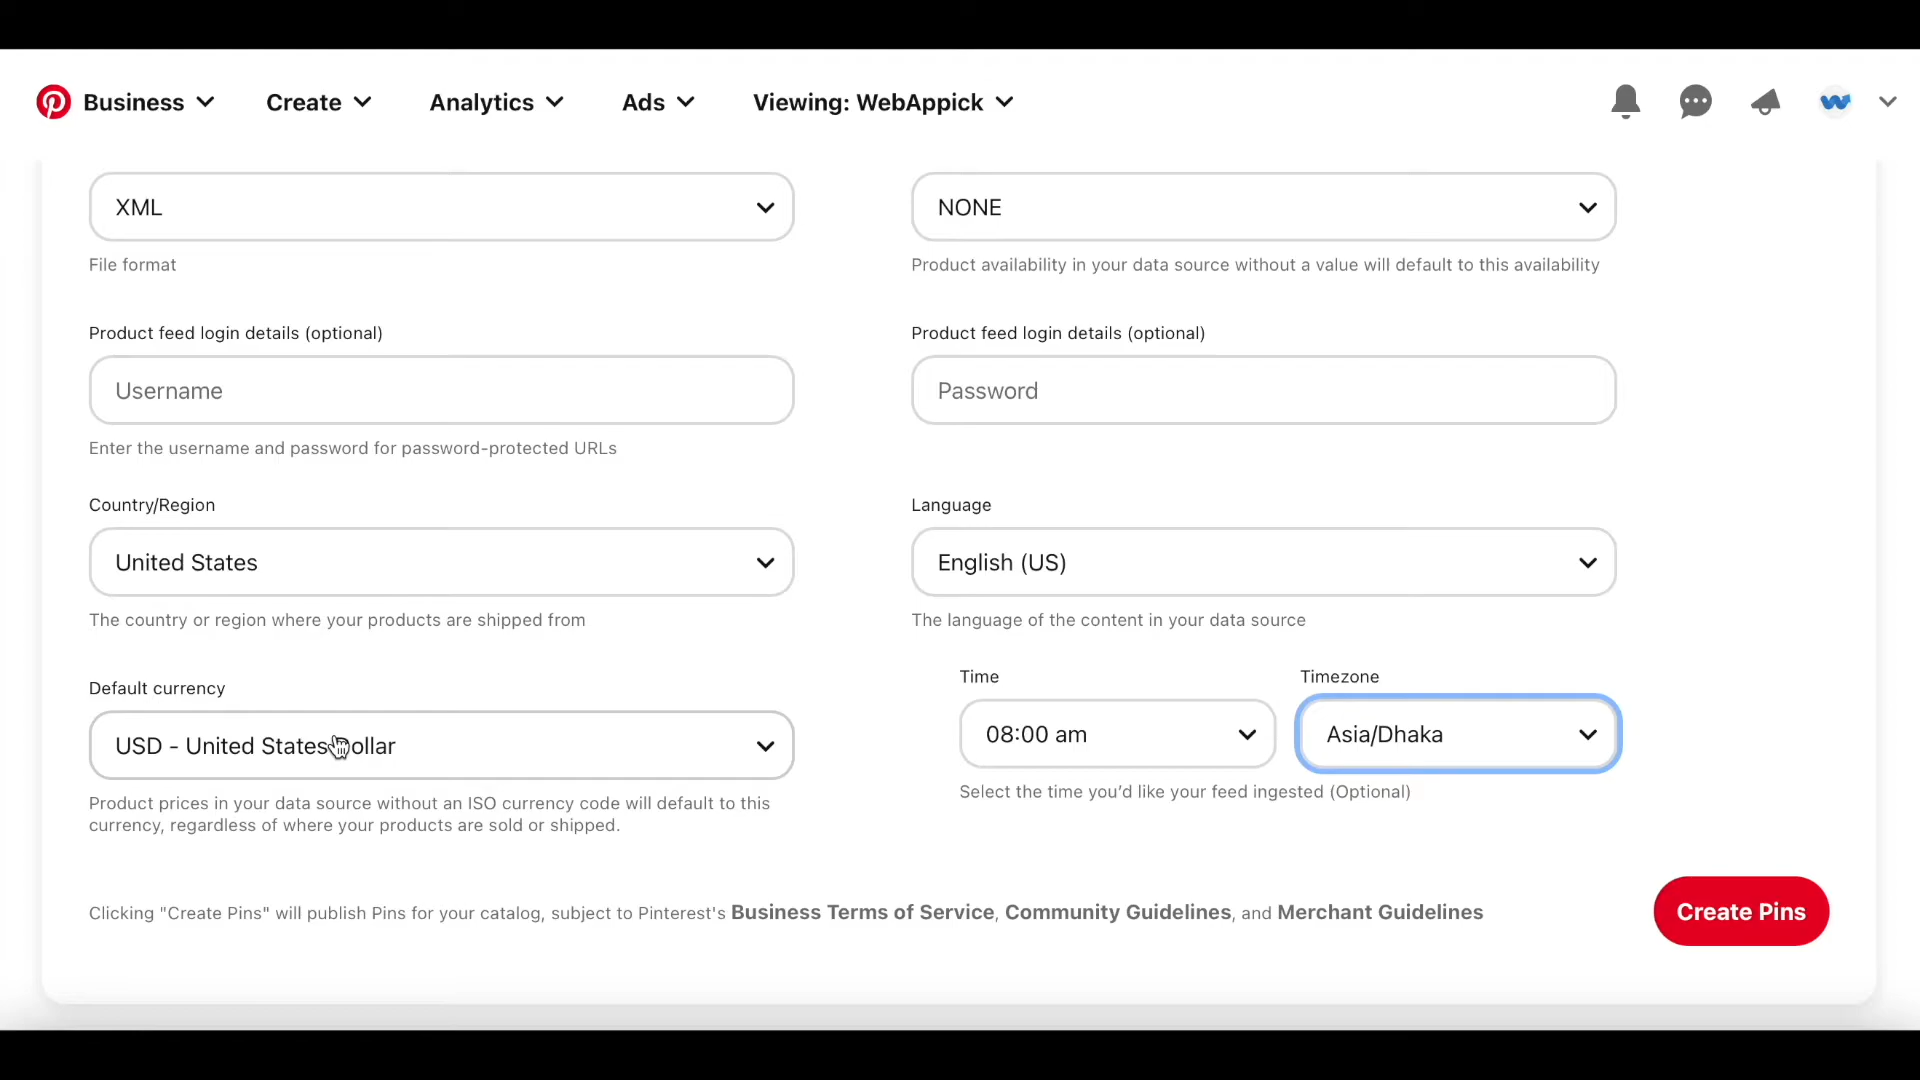 Business Create Analytics Ads Viewing: WebAppick
XML
NONE
File format
Product availability in your data source without a value will default to this availability
Product feed login details (optional)
Product feed login details (optional)
Username
Password
Enter the username and password for password-protected URLs
Country/Region
Language
United States
English (US)
The country or region where your products are shipped from
The language of the content in your data source
Default currency
Time
Timezone
USD - United States Dollar
08:00 am
Asia/Dhaka
Select the time you’d like your feed ingested (Optional)
Product prices in your data source without an ISO currency code will default to this
currency, regardless of where your products are sold or shipped.
Clicking "Create Pins" will publish Pins for your catalog, subject to Pinterest's Business Terms of Service, Community Guidelines, and Merchant Guidelines
Create Pins